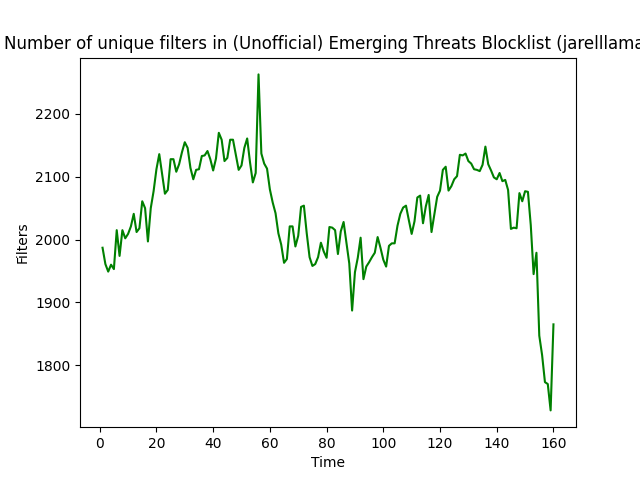 Number of unique filters in (Unofficial) Emerging Threats Blocklist (jarelllama
2200
2100
2000
1900
1800
Filters
0 20 40 60 80 100 120 140 160
Time